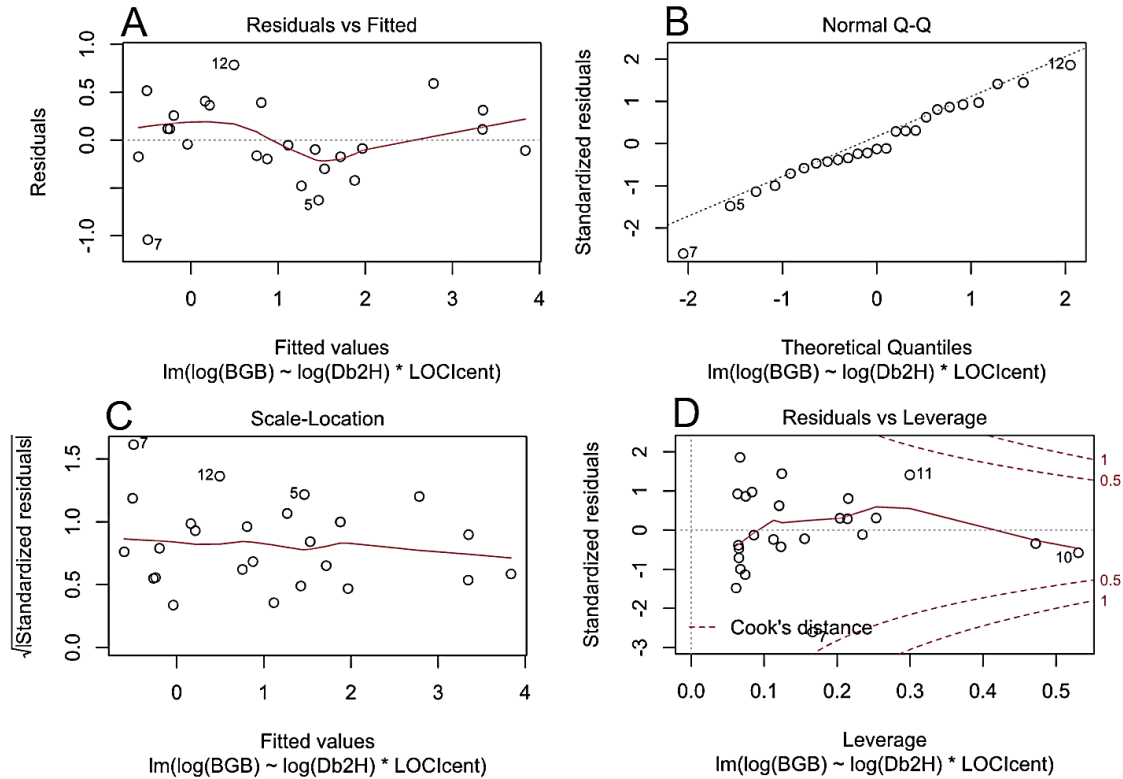 A
Residuals vs Fitted
Residuals
1.0
0.5
0.0
-1.0
12
5
7
0 1 2 3 4
Fitted values
lm(log(BGB) ~ log(Db2H) * LOCIcent)
B
Normal Q-Q
Standardized residuals
2
1
0
-1
-2
12
5
7
-2 -1 0 1 2
Theoretical Quantiles
lm(log(BGB) ~ log(Db2H) * LOCIcent)
C
Scale-Location
√|Standardized residuals|
1.5
1.0
0.5
0.0
7
12
5
0 1 2 3 4
Fitted values
lm(log(BGB) ~ log(Db2H) * LOCIcent)
D
Residuals vs Leverage
Standardized residuals
2
1
0
-1
-2
-3
11
10
7
1
0.5
0.5
1
Cook's distance
0.0 0.1 0.2 0.3 0.4 0.5
Leverage
lm(log(BGB) ~ log(Db2H) * LOCIcent)